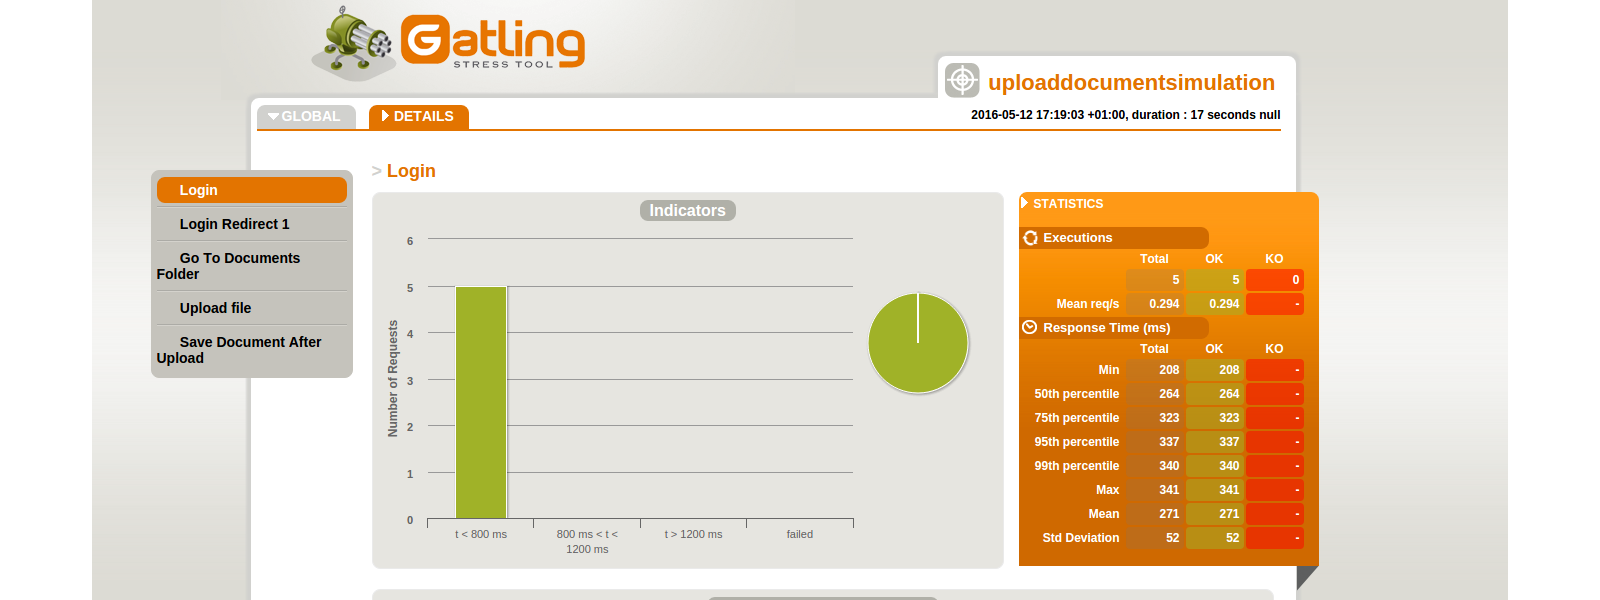 Gatling
STRESS TOOL
uploaddocumentsimulation
GLOBAL
DETAILS
2016-05-12 17:19:03 +01:00, duration : 17 seconds null
Login
Login Redirect 1
Go To Documents
Folder
Upload file
Save Document After
Upload
> Login
Indicators
Number of Requests
6
5
4
3
2
1
0
t < 800 ms
800 ms < t <
1200 ms
t > 1200 ms
failed
STATISTICS
Executions
Total OK KO
5 5 0
Mean req/s 0.294 0.294 -
Response Time (ms)
Total OK KO
Min 208 208 -
50th percentile 264 264 -
75th percentile 323 323 -
95th percentile 337 337 -
99th percentile 340 340 -
Max 341 341 -
Mean 271 271 -
Std Deviation 52 52 -